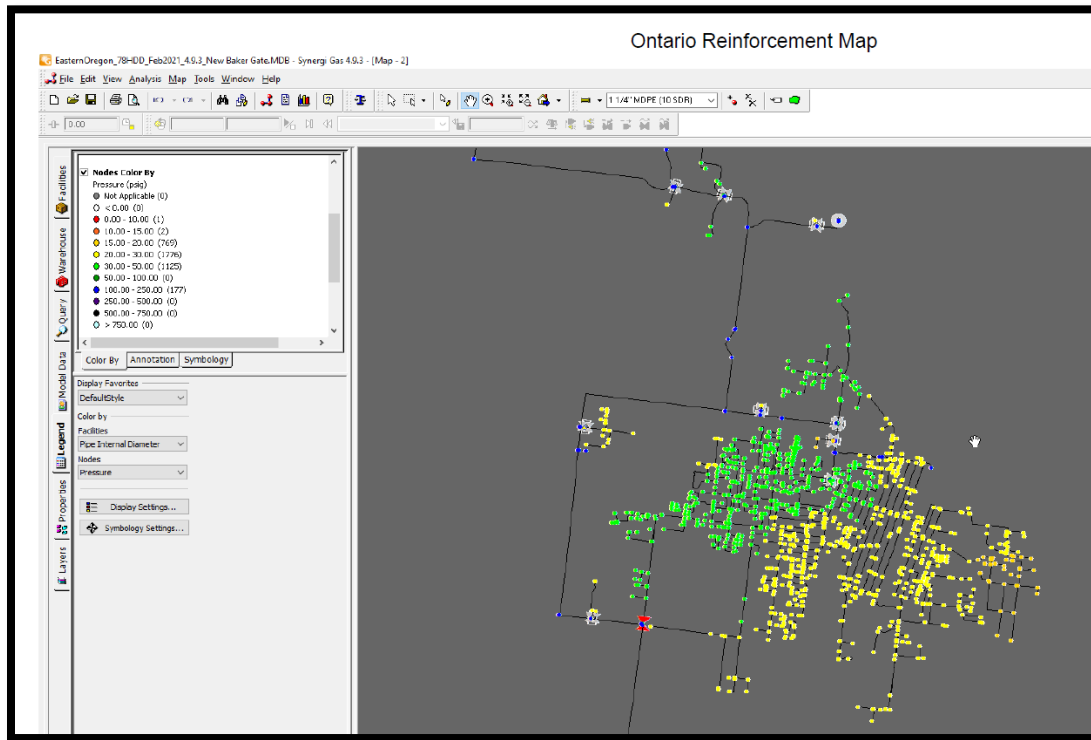 Ontario Reinforcement Map
EasternOregon_78HDD_Feb2021_4.9.3_New Baker Gate.MDB - Synergi Gas 4.9.3 - [Map - 2]
File Edit View Analysis Map Tools Window Help
1 1/4" MDPE (10 SDR)
0.00
Facilities
Warehouse
Query
Model Data
Legend
Properties
Layers
Nodes Color By
Pressure (psig)
Not Applicable (0)
< 0.00 (0)
0.00 - 10.00 (1)
10.00 - 15.00 (2)
15.00 - 20.00 (769)
20.00 - 30.00 (1776)
30.00 - 50.00 (1125)
50.00 - 100.00 (0)
100.00 - 250.00 (177)
250.00 - 500.00 (0)
500.00 - 750.00 (0)
> 750.00 (0)
Color By Annotation Symbology
Display Favorites
DefaultStyle
Color by
Facilities
Pipe Internal Diameter
Nodes
Pressure
Display Settings...
Symbology Settings...